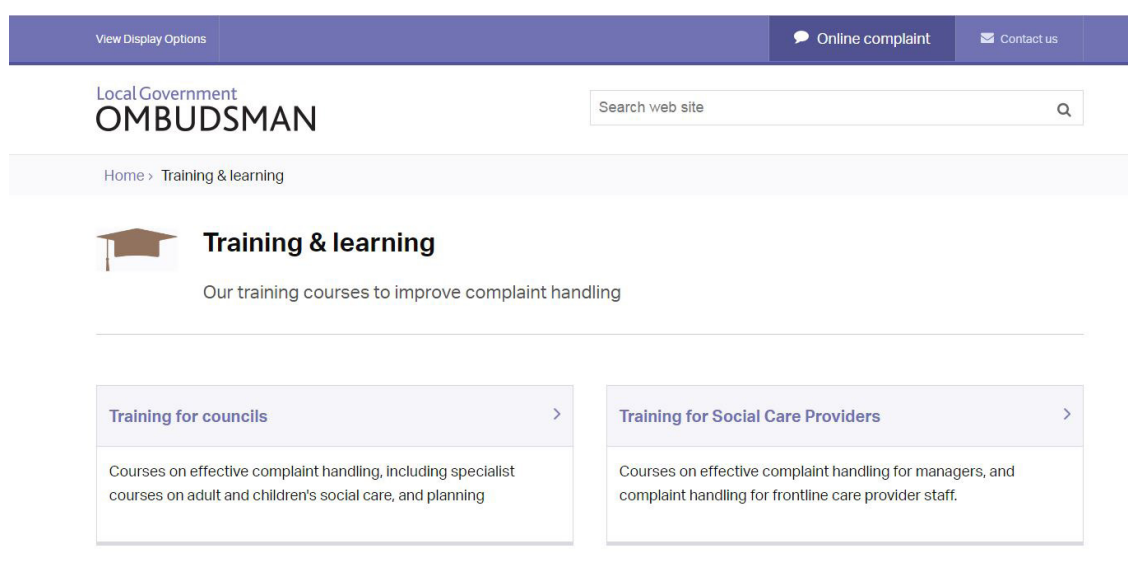 View Display Options
Online complaint
Contact us
Local Government
OMBUDSMAN
Search web site
Home › Training & learning
Training & learning
Our training courses to improve complaint handling
Training for councils
Courses on effective complaint handling, including specialist
courses on adult and children's social care, and planning
Training for Social Care Providers
Courses on effective complaint handling for managers, and
complaint handling for frontline care provider staff.